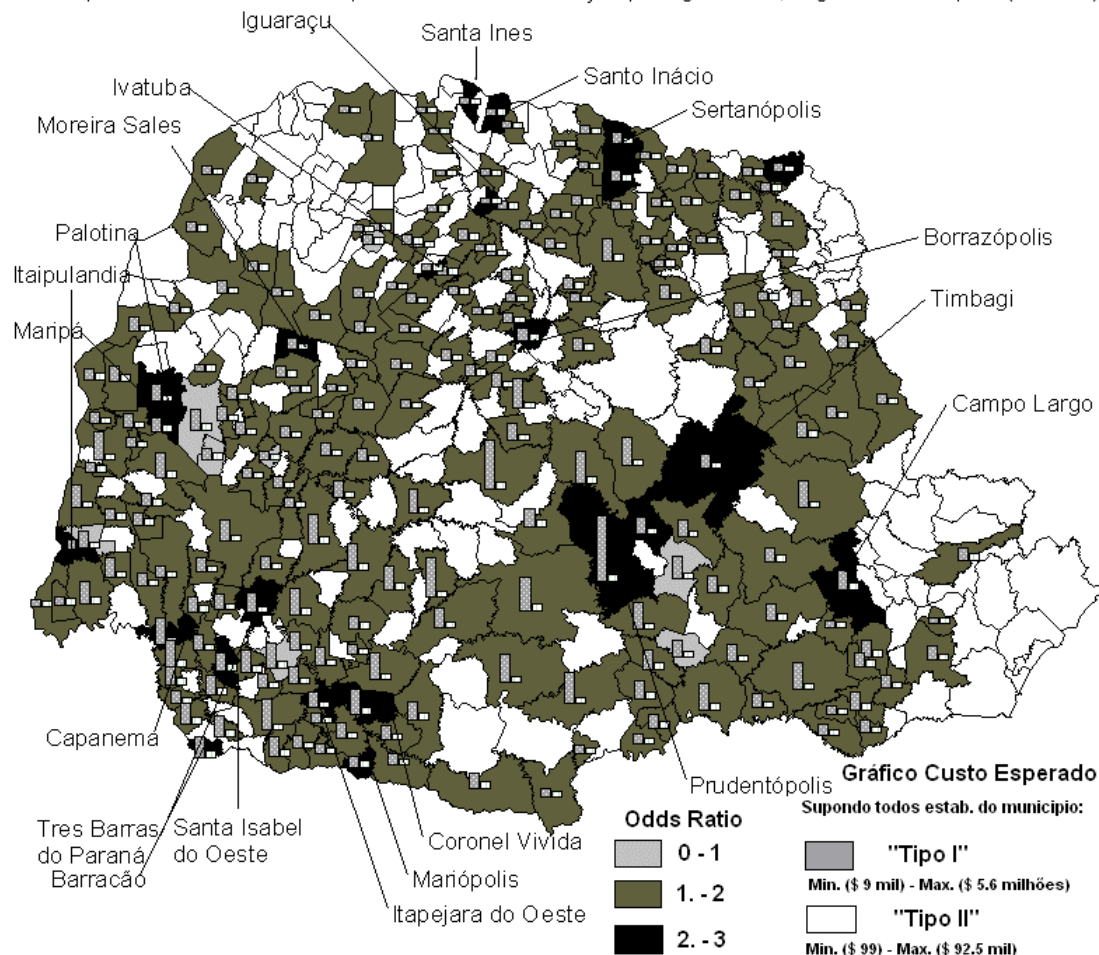 Iguaraçu
Santa Ines
Ivatuba
Santo Inácio
Moreira Sales
Sertanópolis
Palotina
Borrazópolis
Itaipulandia
Timbagi
Maripá
Campo Largo
Capanema
Prudentópolis
Tres Barras
do Paraná
Barracão
Santa Isabel
do Oeste
Coronel Vivida
Mariópolis
Itapejara do Oeste
Gráfico Custo Esperado
Supondo todos estab. do municipio:
Odds Ratio
0 - 1
1. - 2
2. - 3
"Tipo I"
Min. ($ 9 mil) - Max. ($ 5.6 milhões)
"Tipo II"
Min. ($ 99) - Max. ($ 92.5 mil)